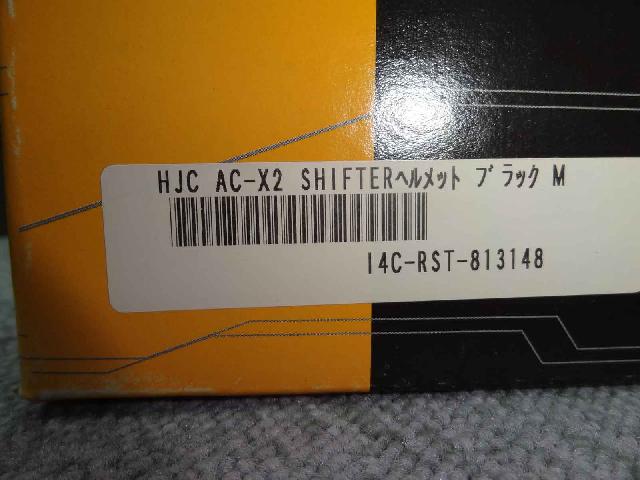 HJC AC-X2 SHIFTERﾍﾙﾒｯﾄ ﾌﾞﾗｯｸ M
I4C-RST-813148